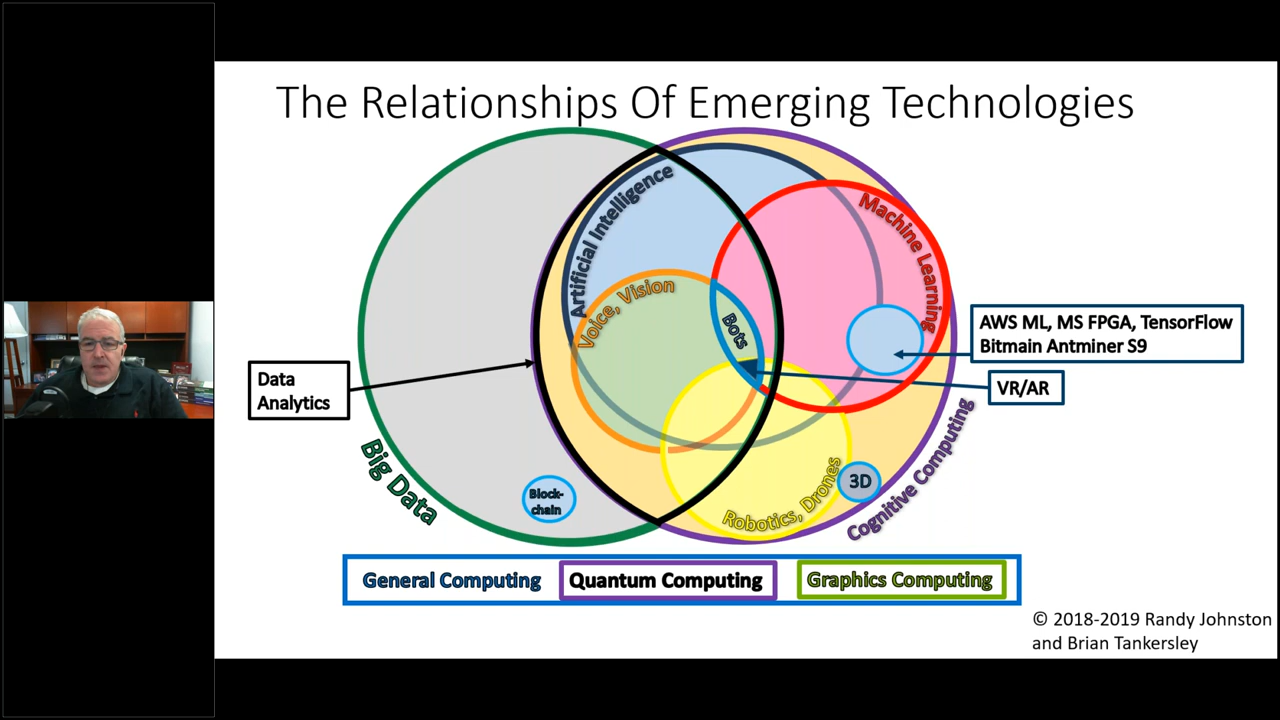 The Relationships Of Emerging Technologies
Artificial Intelligence
Machine Learning
Voice, Vision
Bots
AWS ML, MS FPGA, TensorFlow
Bitmain Antminer S9
VR/AR
Data
Analytics
Big Data
Block-
chain
Robotics, Drones
3D
Cognitive Computing
General Computing
Quantum Computing
Graphics Computing
© 2018-2019 Randy Johnston
and Brian Tankersley